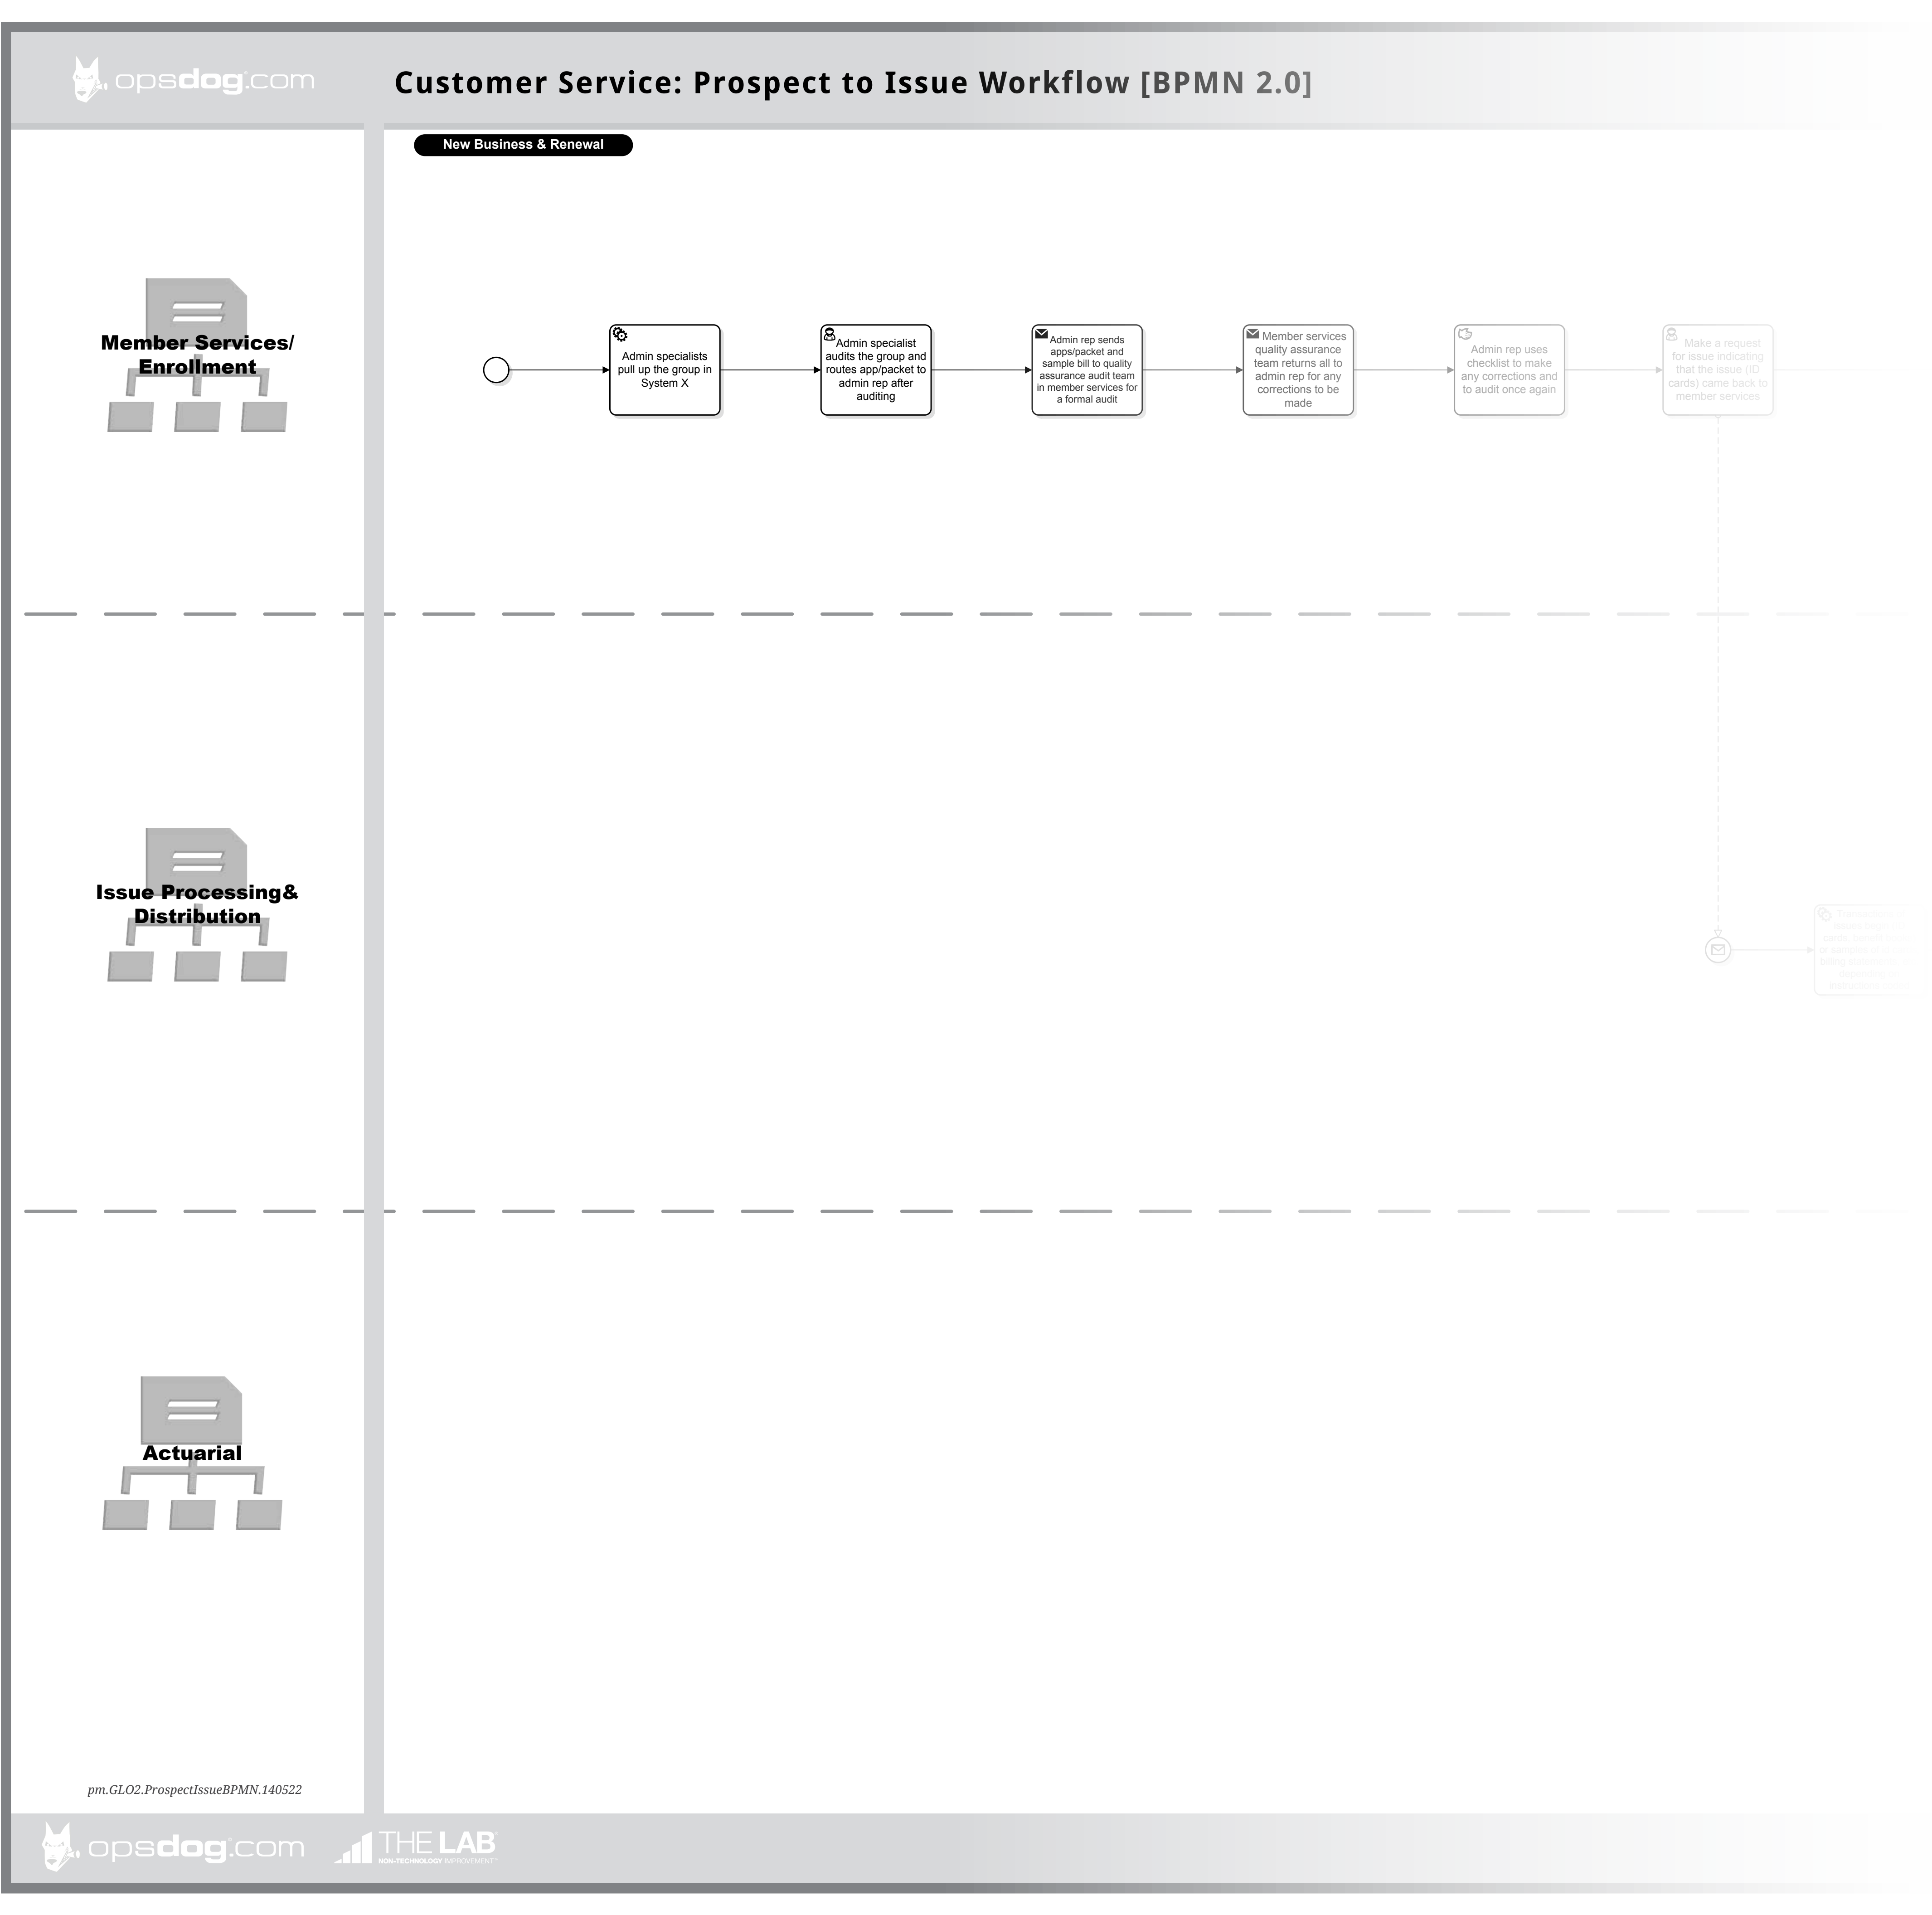 opsdog.com
Customer Service: Prospect to Issue Workflow [BPMN 2.0]
New Business & Renewal
Member Services/
Enrollment
Admin specialists
pull up the group in
System X
Admin specialist
audits the group and
routes app/packet to
admin rep after
auditing
Admin rep sends
apps/packet and
sample bill to quality
assurance audit team
in member services for
a formal audit
Member services
quality assurance
team returns all to
admin rep for any
corrections to be
made
Admin rep uses
checklist to make
any corrections and
to audit once again
Make a request
for issue indicating
that the issue (ID
cards) came back to
member services
Issue Processing&
Distribution
Actuarial
pm.GLO2.ProspectIssueBPMN.140522
opsdog.com
THE LAB
NON-TECHNOLOGY IMPROVEMENT